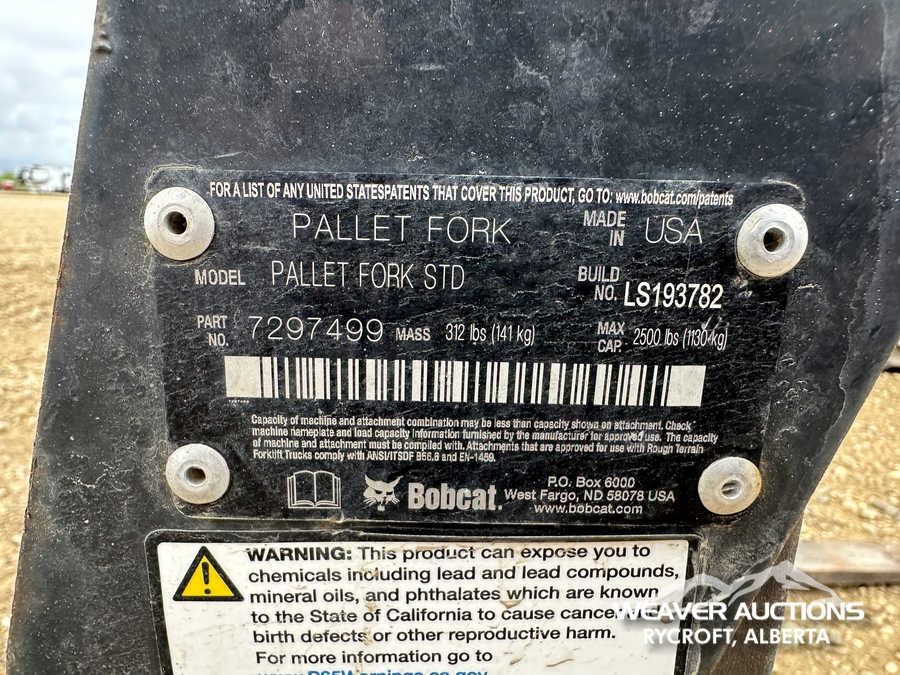 FOR A LIST OF ANY UNITED STATESPATENTS THAT COVER THIS PRODUCT, GO TO: www.bobcat.com/patents
PALLET FORK MADE IN USA
MODEL PALLET FORK STD BUILD NO. LS193782
PART NO. 7297499 MASS 312 lbs (141 kg) MAX CAP. 2500 lbs (1130 kg)
Capacity of machine and attachment combination may be less than capacity shown on attachment. Check
machine nameplate and load capacity information furnished by the manufacturer for approved use. The capacity
of machine and attachment must be complied with. Attachments that are approved for use with Rough Terrain
Forklift Trucks comply with ANSI/ITSDF B56.6 and EN-1459.
Bobcat.
P.O. Box 6000
West Fargo, ND 58078 USA
www.bobcat.com
WARNING: This product can expose you to
chemicals including lead and lead compounds,
mineral oils, and phthalates which are known
to the State of California to cause cancer
birth defects or other reproductive harm.
For more information go to
WEAVER AUCTIONS
RYCROFT, ALBERTA